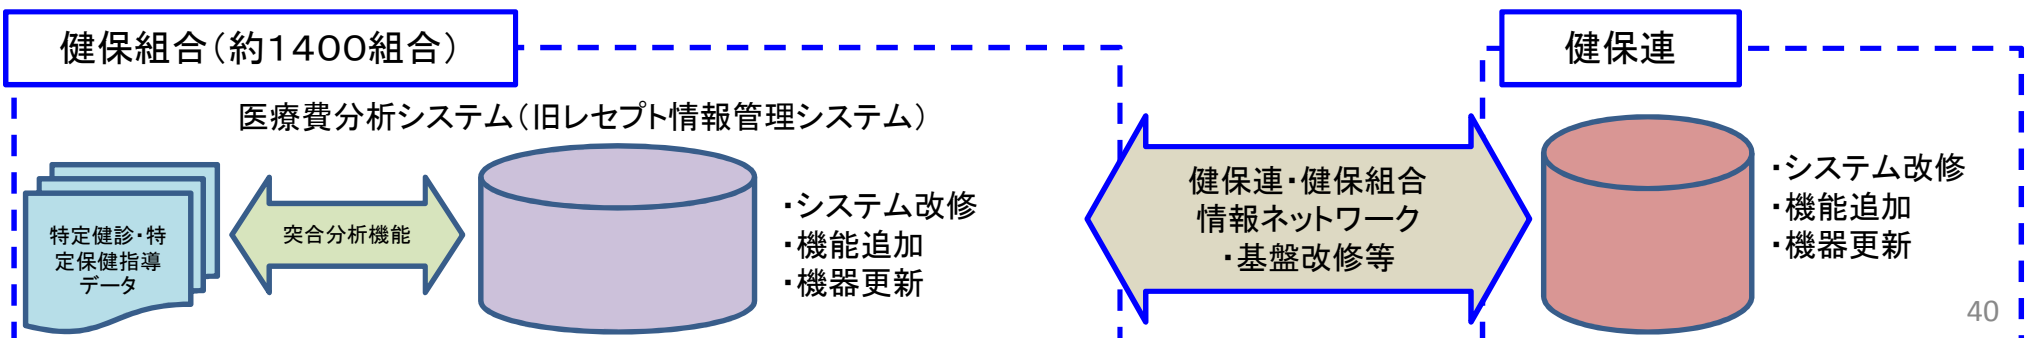 健保組合（約1400組合）
健保連
医療費分析システム（旧レセプト情報管理システム）
特定健診・特
定保健指導
データ
突合分析機能
・システム改修
・機能追加
・機器更新
健保連・健保組合
情報ネットワーク
・基盤改修等
・システム改修
・機能追加
・機器更新
40